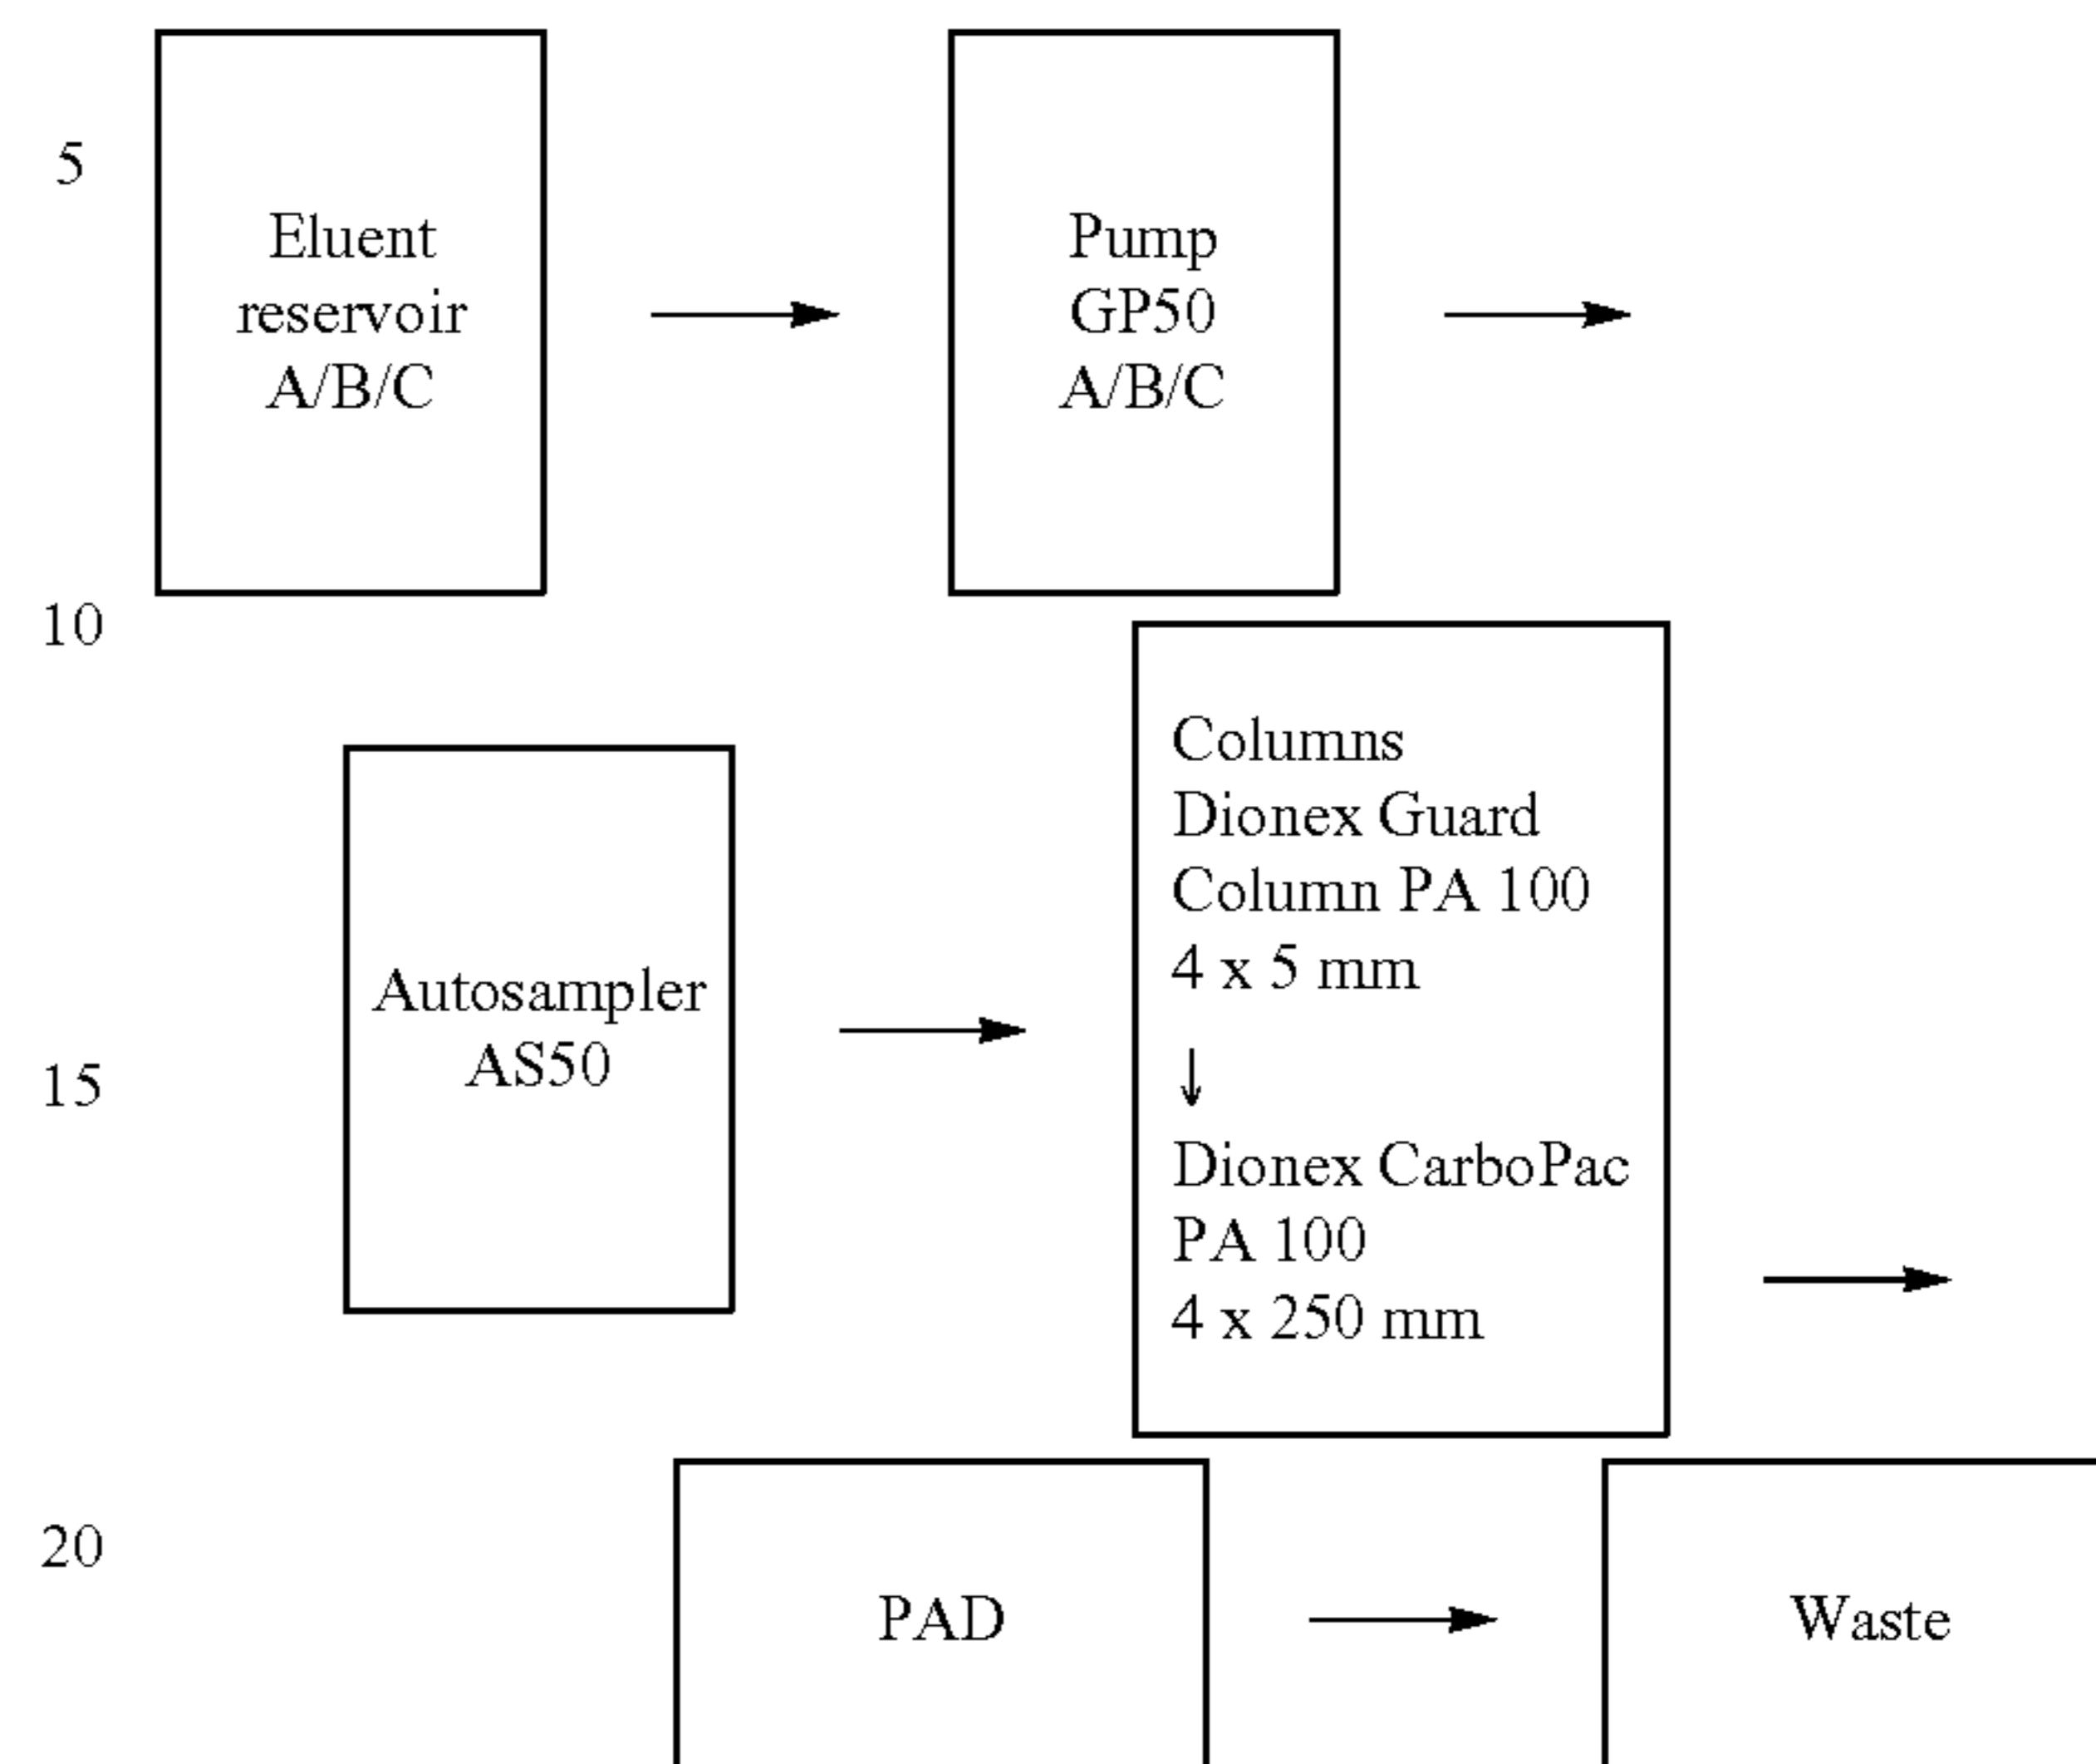 5
Eluent
reservoir
A/B/C
Pump
GP50
A/B/C
10
Autosampler
AS50
Columns
Dionex Guard
Column PA 100
4 x 5 mm
↓
Dionex CarboPac
PA 100
4 x 250 mm
15
20
PAD
Waste